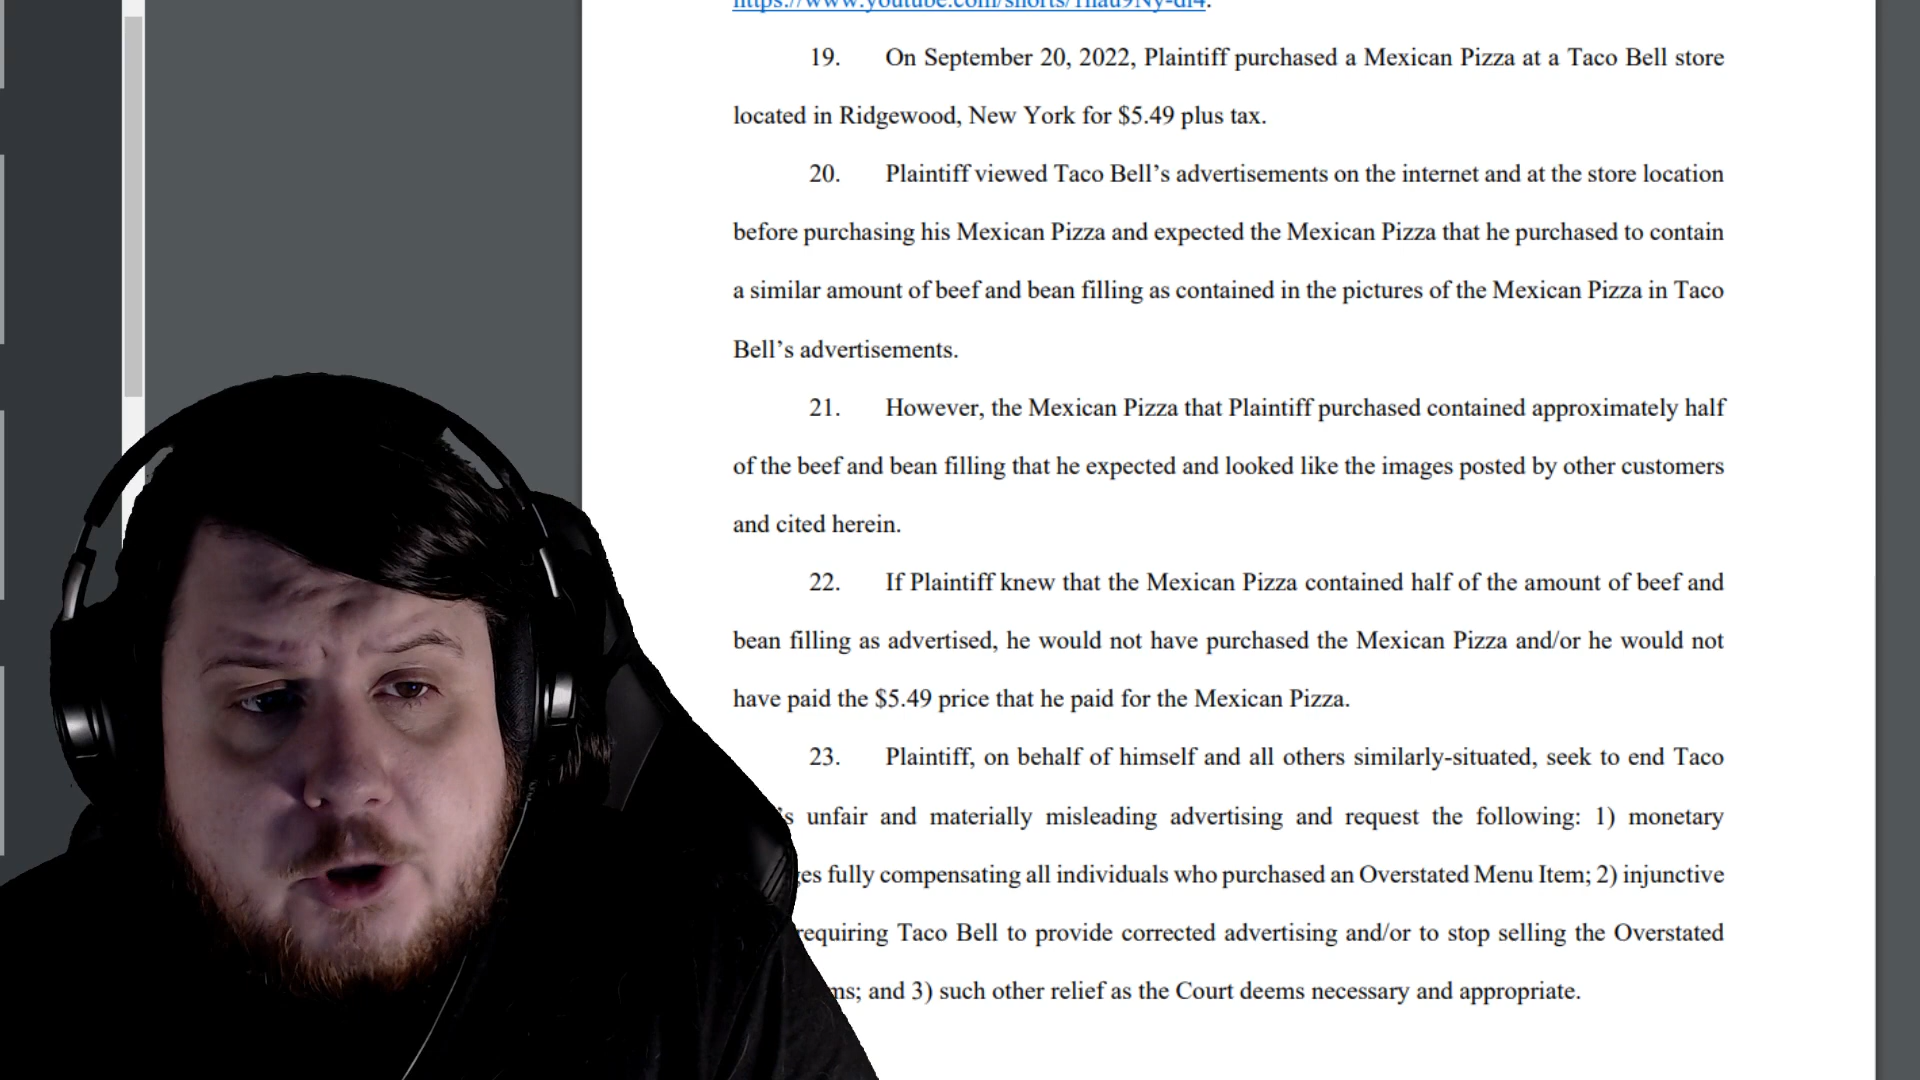 19. On September 20, 2022, Plaintiff purchased a Mexican Pizza at a Taco Bell store
located in Ridgewood, New York for $5.49 plus tax.
20. Plaintiff viewed Taco Bell’s advertisements on the internet and at the store location
before purchasing his Mexican Pizza and expected the Mexican Pizza that he purchased to contain
a similar amount of beef and bean filling as contained in the pictures of the Mexican Pizza in Taco
Bell’s advertisements.
21. However, the Mexican Pizza that Plaintiff purchased contained approximately half
of the beef and bean filling that he expected and looked like the images posted by other customers
and cited herein.
22. If Plaintiff knew that the Mexican Pizza contained half of the amount of beef and
bean filling as advertised, he would not have purchased the Mexican Pizza and/or he would not
have paid the $5.49 price that he paid for the Mexican Pizza.
23. Plaintiff, on behalf of himself and all others similarly-situated, seek to end Taco
unfair and materially misleading advertising and request the following: 1) monetary
fully compensating all individuals who purchased an Overstated Menu Item; 2) injunctive
requiring Taco Bell to provide corrected advertising and/or to stop selling the Overstated
and 3) such other relief as the Court deems necessary and appropriate.